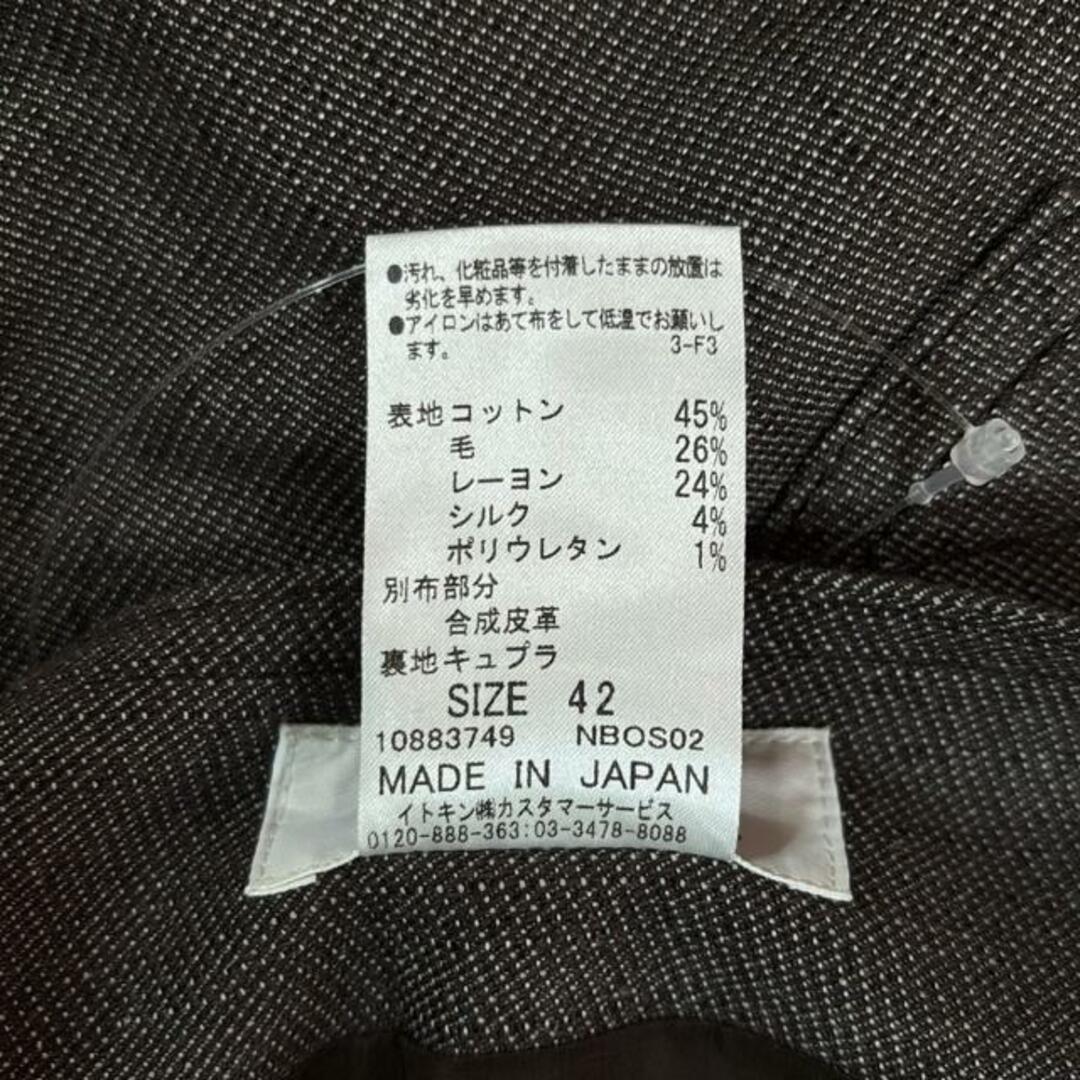 ●汚れ、化粧品等を付着したままの放置は
劣化を早めます。
●アイロンはあて布をして低温でお願いし
ます。 3-F3
表地コットン 45%
毛 26%
レーヨン 24%
シルク 4%
ポリウレタン 1%
別布部分
合成皮革
裏地キュプラ
SIZE 42
10883749 NBOS02
MADE IN JAPAN
イトキン㈱カスタマーサービス
0120-888-363:03-3478-8088